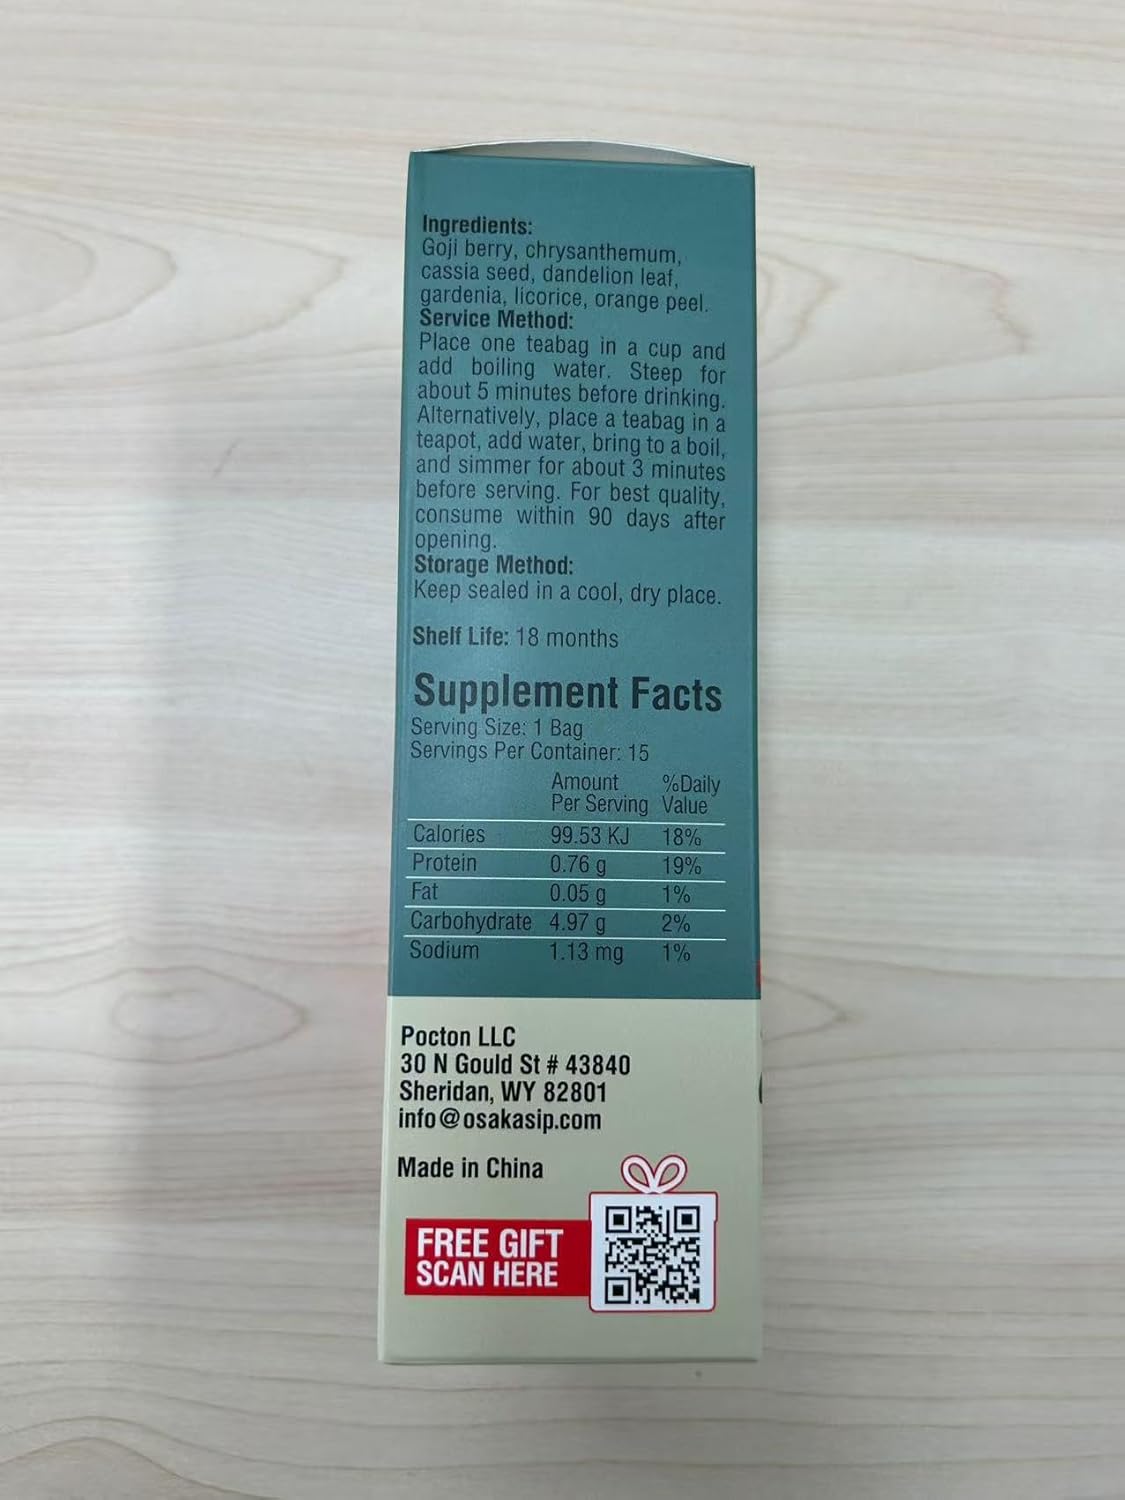 Ingredients:
Goji berry, chrysanthemum,
cassia seed, dandelion leaf,
gardenia, licorice, orange peel.
Service Method:
Place one teabag in a cup and
add boiling water. Steep for
about 5 minutes before drinking.
Alternatively, place a teabag in a
teapot, add water, bring to a boil,
and simmer for about 3 minutes
before serving. For best quality,
consume within 90 days after
opening.
Storage Method:
Keep sealed in a cool, dry place.
Shelf Life: 18 months
Supplement Facts
Serving Size: 1 Bag
Servings Per Container: 15
Amount Per Serving %Daily Value
Calories 99.53 KJ 18%
Protein 0.76 g 19%
Fat 0.05 g 1%
Carbohydrate 4.97 g 2%
Sodium 1.13 mg 1%
Pocton LLC
30 N Gould St # 43840
Sheridan, WY 82801
info@osakasip.com
Made in China
FREE GIFT
SCAN HERE